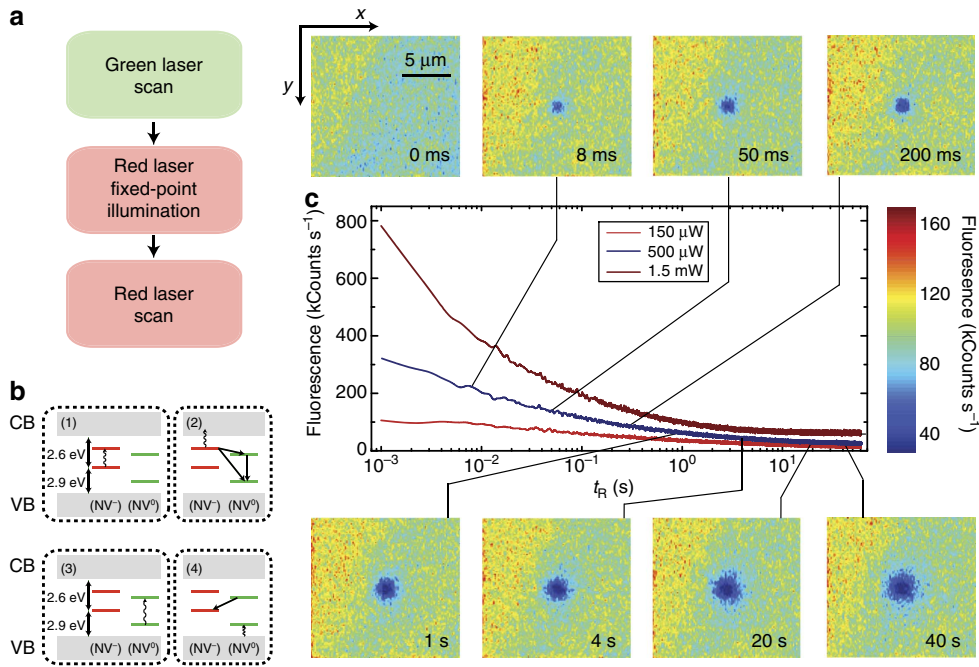 a
Green laser
scan
Red laser
fixed-point
illumination
Red laser
scan
x
y
5 μm
0 ms
8 ms
50 ms
200 ms
b
CB
(1)
(2)
2.6 eV
2.9 eV
VB
(NV⁻) (NV⁰)
(NV⁻) (NV⁰)
CB
(3)
(4)
2.6 eV
2.9 eV
VB
(NV⁻) (NV⁰)
(NV⁻) (NV⁰)
c
800
600
400
200
0
Fluorescence (kCounts s⁻¹)
150 μW
500 μW
1.5 mW
10⁻³ 10⁻² 10⁻¹ 10⁰ 10¹
t_R (s)
160
120
80
40
Fluoresence (kCounts s⁻¹)
1 s
4 s
20 s
40 s